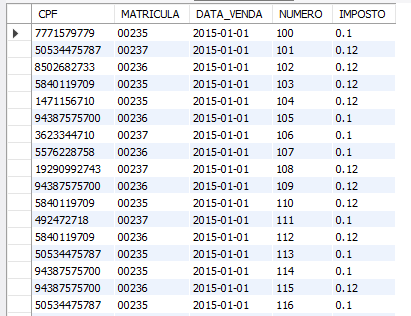 CPF MATRICULA DATA_VENDA NUMERO IMPOSTO
7771579779 00235 2015-01-01 100 0.1
50534475787 00237 2015-01-01 101 0.12
8502682733 00236 2015-01-01 102 0.12
5840119709 00235 2015-01-01 103 0.12
1471156710 00235 2015-01-01 104 0.12
94387575700 00236 2015-01-01 105 0.1
3623344710 00237 2015-01-01 106 0.1
5576228758 00236 2015-01-01 107 0.1
19290992743 00237 2015-01-01 108 0.12
94387575700 00236 2015-01-01 109 0.12
5840119709 00235 2015-01-01 110 0.12
492472718 00237 2015-01-01 111 0.1
5840119709 00236 2015-01-01 112 0.12
50534475787 00235 2015-01-01 113 0.1
94387575700 00235 2015-01-01 114 0.1
94387575700 00236 2015-01-01 115 0.12
50534475787 00235 2015-01-01 116 0.1